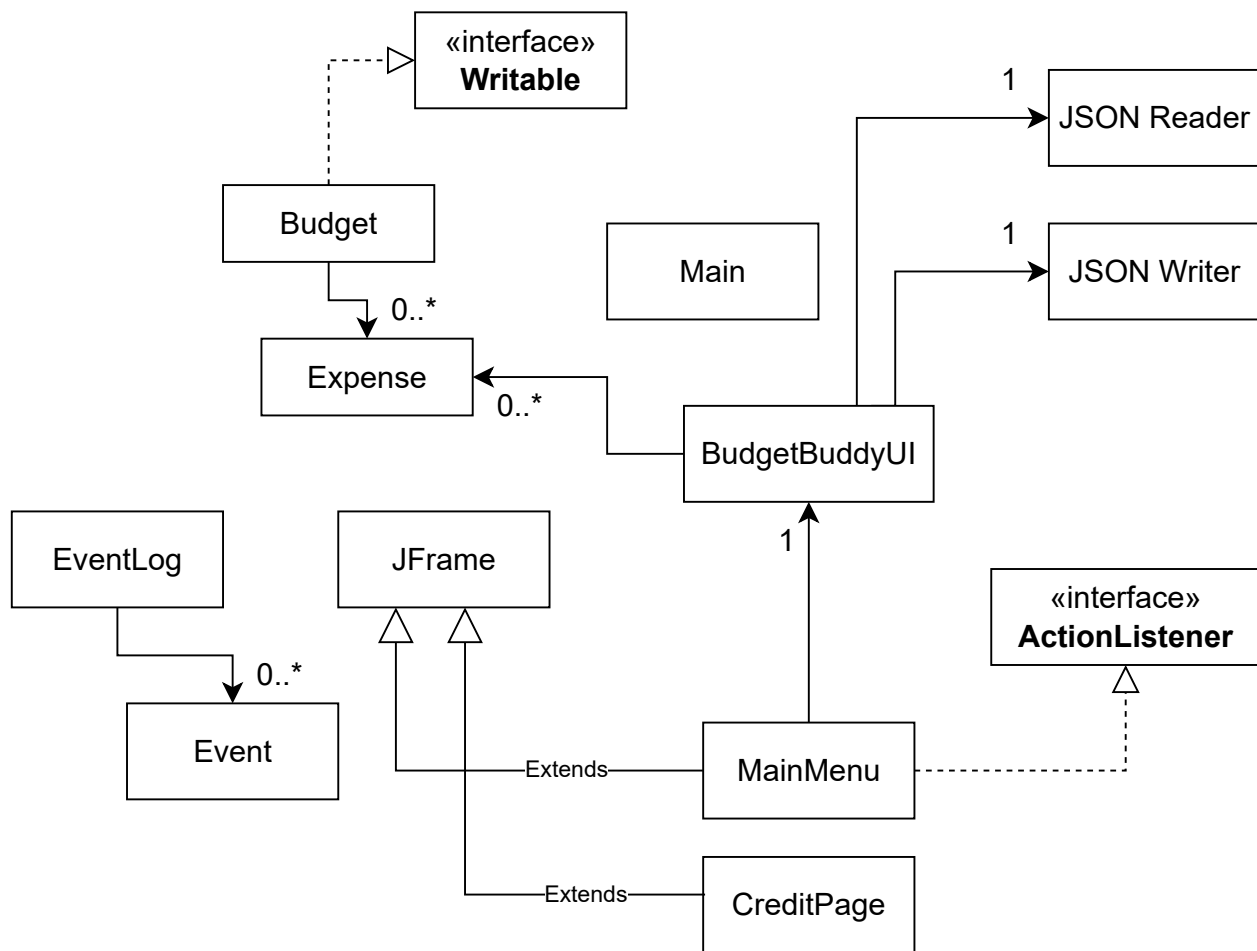 «interface»
Writable
1
JSON Reader
Budget
1
Main
JSON Writer
0..*
Expense
0..*
BudgetBuddyUI
EventLog
JFrame
1
«interface»
ActionListener
0..*
Event
Extends
MainMenu
Extends
CreditPage